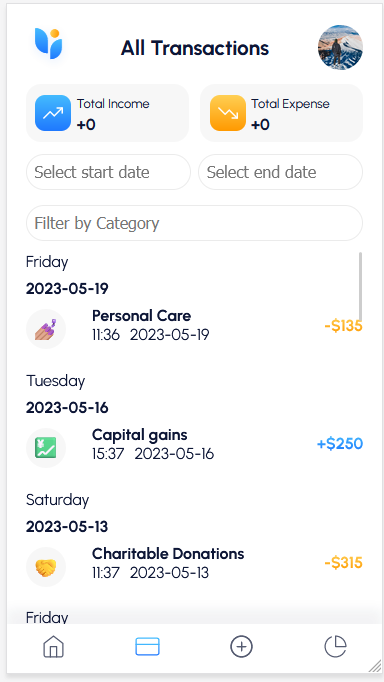 All Transactions
Total Income
+0
Total Expense
+0
Select start date
Select end date
Filter by Category
Friday
2023-05-19
Personal Care
11:36 2023-05-19
-$135
Tuesday
2023-05-16
Capital gains
15:37 2023-05-16
+$250
Saturday
2023-05-13
Charitable Donations
11:37 2023-05-13
-$315
Friday